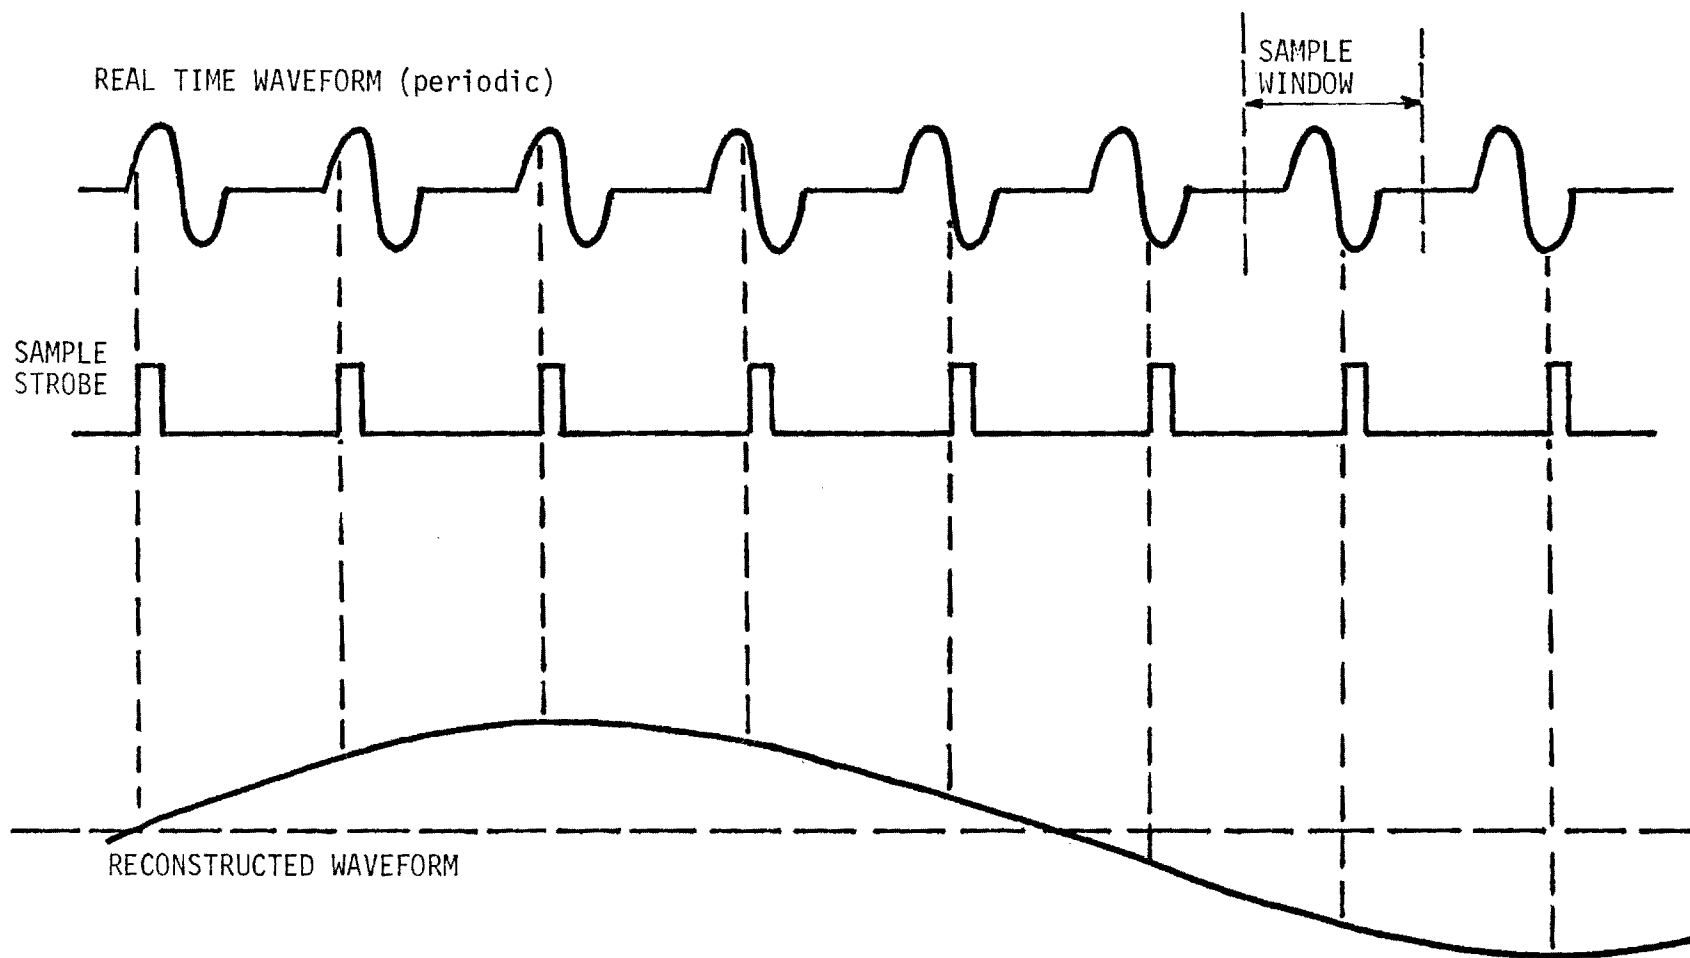 REAL TIME WAVEFORM (periodic)
SAMPLE
WINDOW
SAMPLE
STROBE
RECONSTRUCTED WAVEFORM